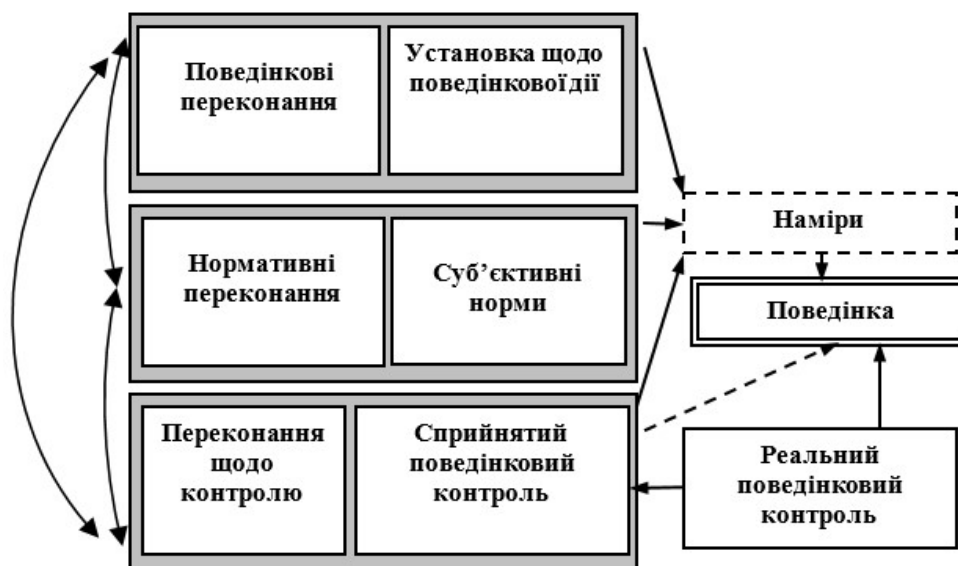 Поведінкові
переконання
Установка щодо
поведінкової дії
Нормативні
переконання
Суб’єктивні
норми
Наміри
Поведінка
Переконання
щодо
контролю
Сприйнятий
поведінковий
контроль
Реальний
поведінковий
контроль